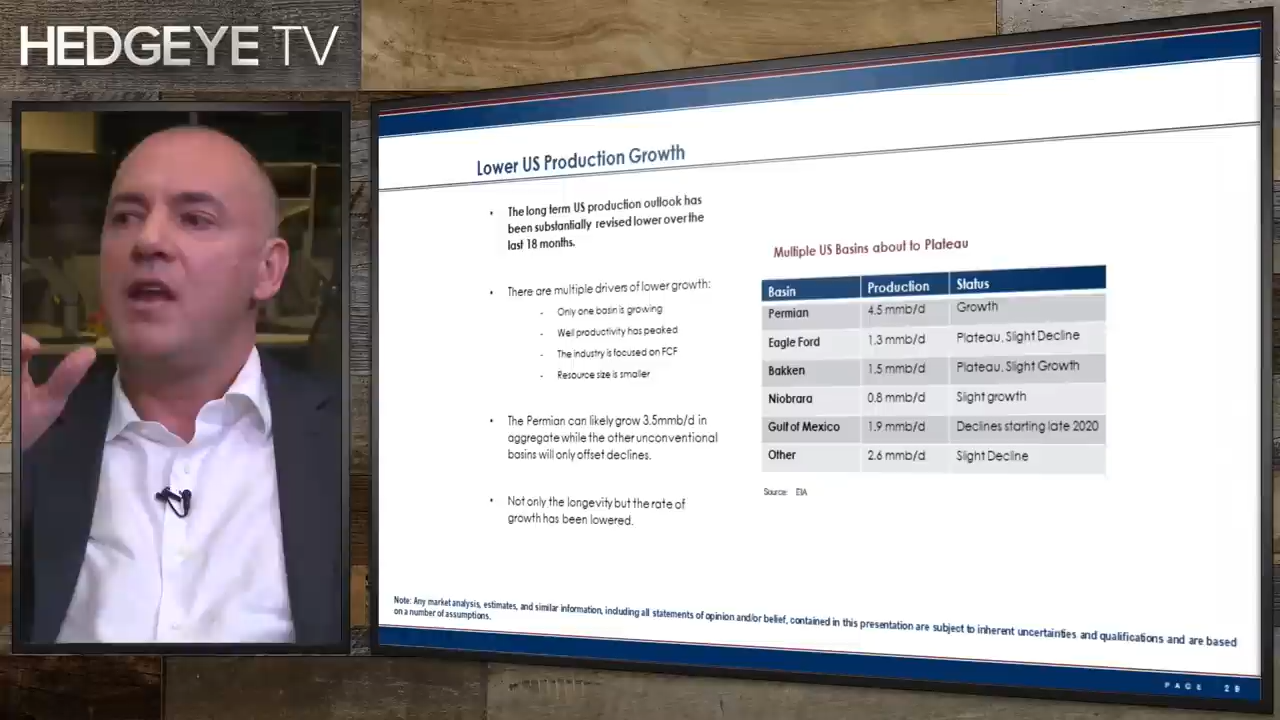 HEDGEYE TV
Lower US Production Growth
• The long term US production outlook has
been substantially revised lower over the
last 18 months.
• There are multiple drivers of lower growth:
- Only one basin is growing
- Well productivity has peaked
- The industry is focused on FCF
- Resource size is smaller
• The Permian can likely grow 3.5mmb/d in
aggregate while the other unconventional
basins will only offset declines.
• Not only the longevity but the rate of
growth has been lowered.
Multiple US Basins about to Plateau
Basin Production Status
Permian 4.5 mmb/d Growth
Eagle Ford 1.3 mmb/d Plateau, Slight Decline
Bakken 1.5 mmb/d Plateau, Slight Growth
Niobrara 0.8 mmb/d Slight growth
Gulf of Mexico 1.9 mmb/d Declines starting late 2020
Other 2.6 mmb/d Slight Decline
Source: EIA
Note: Any market analysis, estimates, and similar information, including all statements of opinion and/or belief, contained in this presentation are subject to inherent uncertainties and qualifications and are based
on a number of assumptions.
PAGE